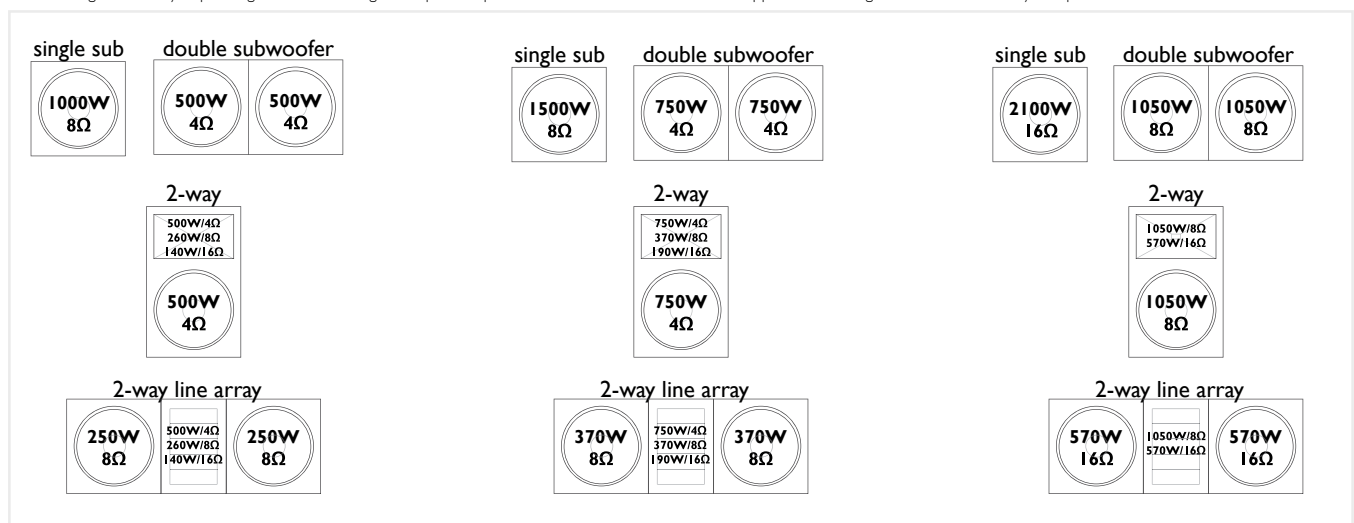 single sub double subwoofer
1000W 500W 500W
8Ω 4Ω 4Ω
2-way
500W/4Ω
260W/8Ω
140W/16Ω
500W
4Ω
2-way line array
250W 500W/4Ω 250W
8Ω 260W/8Ω 8Ω
140W/16Ω
single sub double subwoofer
1500W 750W 750W
8Ω 4Ω 4Ω
2-way
750W/4Ω
370W/8Ω
190W/16Ω
750W
4Ω
2-way line array
370W 750W/4Ω 370W
8Ω 370W/8Ω 8Ω
190W/16Ω
single sub double subwoofer
2100W 1050W 1050W
16Ω 8Ω 8Ω
2-way
1050W/8Ω
570W/16Ω
1050W
8Ω
2-way line array
570W 1050W/8Ω 570W
16Ω 570W/16Ω 16Ω